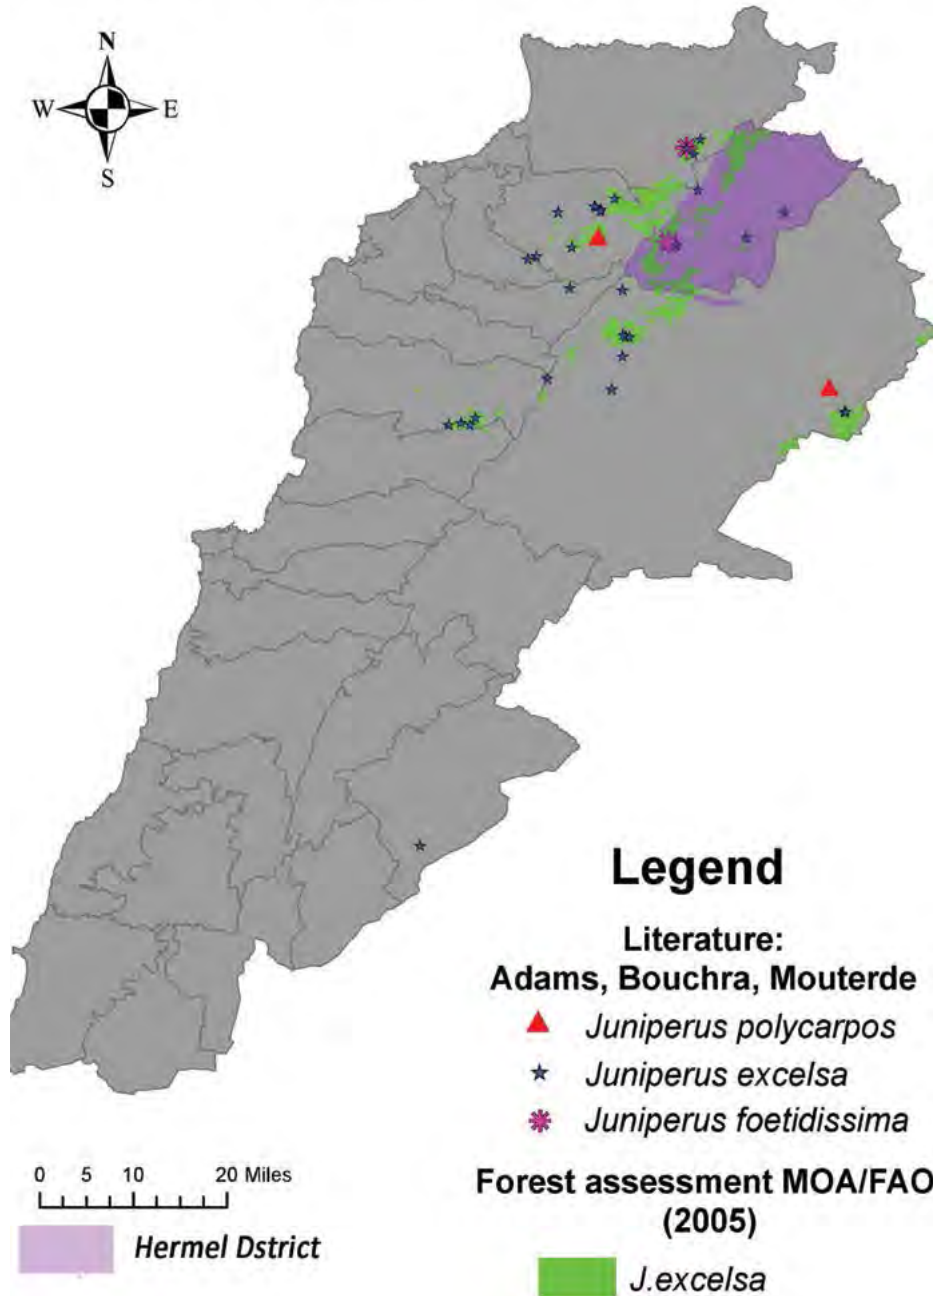 N
W E
S
Legend
Literature:
Adams, Bouchra, Mouterde
Juniperus polycarpos
Juniperus excelsa
Juniperus foetidissima
0 5 10 20 Miles
Forest assessment MOA/FAO
(2005)
Hermel Dstrict
J.excelsa